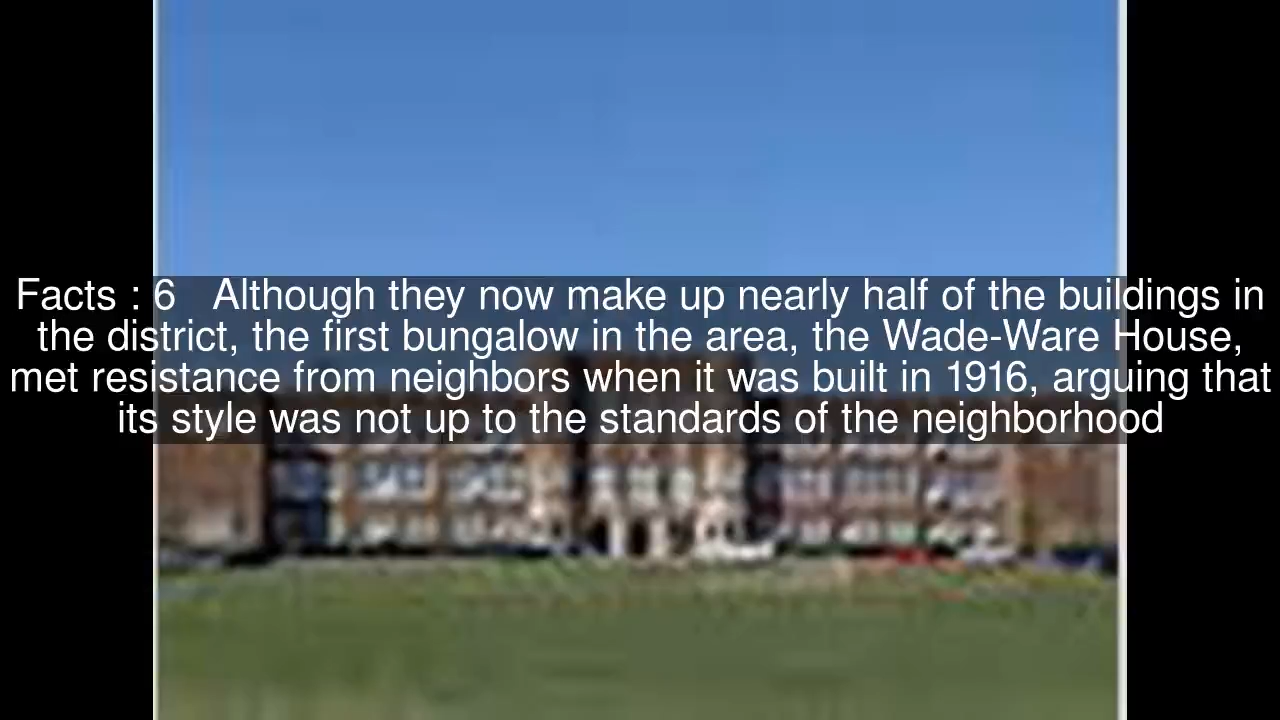 Facts : 6 Although they now make up nearly half of the buildings in
the district, the first bungalow in the area, the Wade-Ware House,
met resistance from neighbors when it was built in 1916, arguing that
its style was not up to the standards of the neighborhood